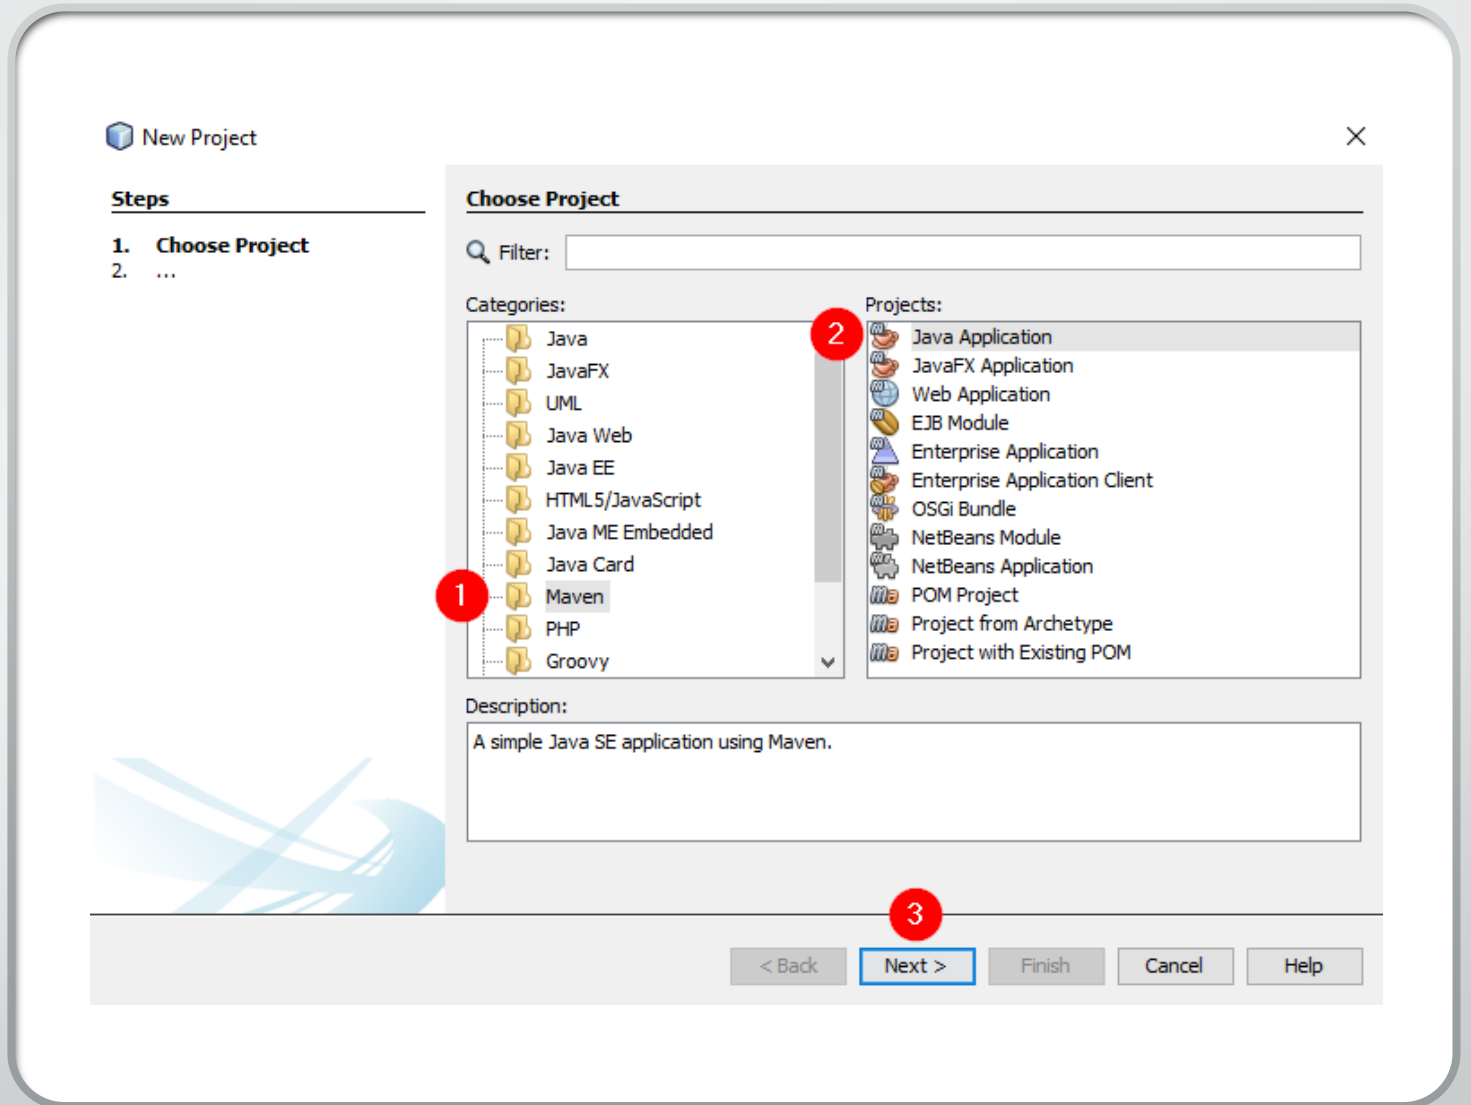 New Project
Steps
1. Choose Project
2. ...
Choose Project
Filter:
Categories:
Java
JavaFX
UML
Java Web
Java EE
HTML5/JavaScript
Java ME Embedded
Java Card
1
Maven
PHP
Groovy
Projects:
2
Java Application
JavaFX Application
Web Application
EJB Module
Enterprise Application
Enterprise Application Client
OSGi Bundle
NetBeans Module
NetBeans Application
POM Project
Project from Archetype
Project with Existing POM
Description:
A simple Java SE application using Maven.
3
< Back Next > Finish Cancel Help